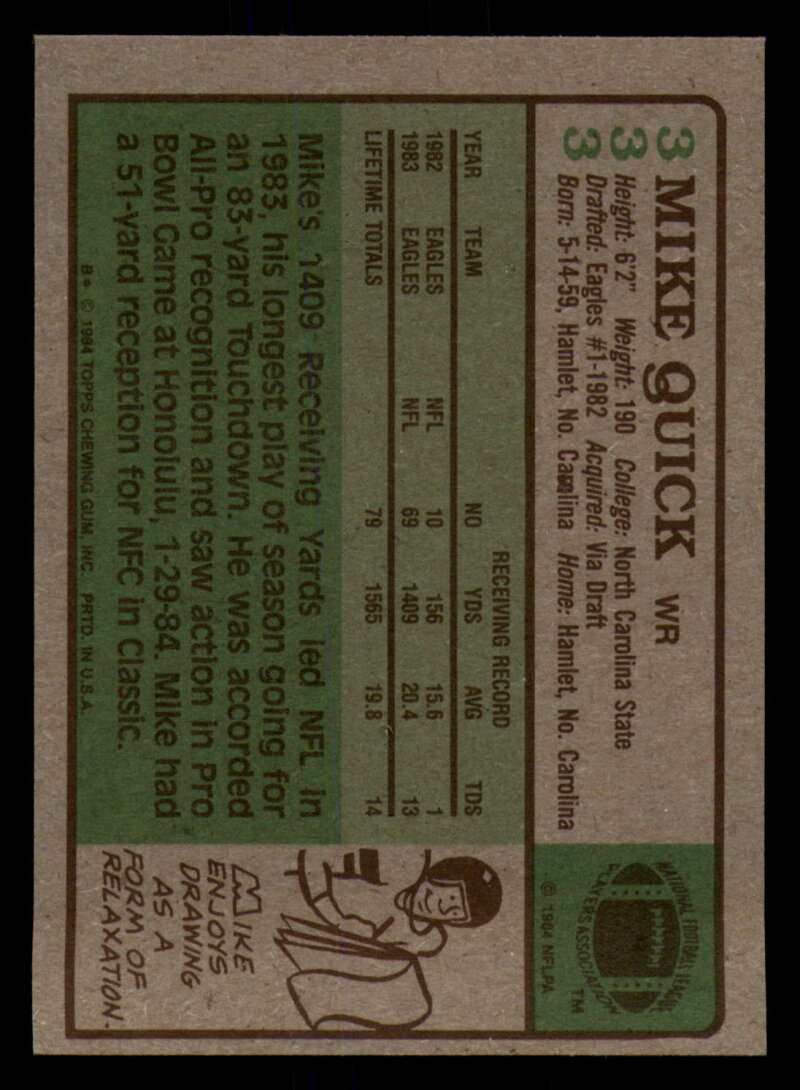 3
3
3
MIKE QUICK WR
Height: 6'2" Weight: 190 College: North Carolina State
Drafted: Eagles #1-1982 Acquired: Via Draft
Born: 5-14-59, Hamlet, No. Carolina Home: Hamlet, No. Carolina
NATIONAL FOOTBALL LEAGUE
PLAYERS ASSOCIATION
TM
© 1984 NFLPA
RECEIVING RECORD
YEAR TEAM NO YDS AVG TDS
1982 EAGLES NFL 10 156 15.6 1
1983 EAGLES NFL 69 1409 20.4 13
LIFETIME TOTALS 79 1565 19.8 14
Mike's 1409 Receiving Yards led NFL in
1983, his longest play of season going for
an 83-yard Touchdown. He was accorded
All-Pro recognition and saw action in Pro
Bowl Game at Honolulu, 1-29-84. Mike had
a 51-yard reception for NFC in Classic.
B* © 1984 TOPPS CHEWING GUM, INC. PRTD. IN U.S.A.
MIKE
ENJOYS
DRAWING
AS A
FORM OF
RELAXATION.